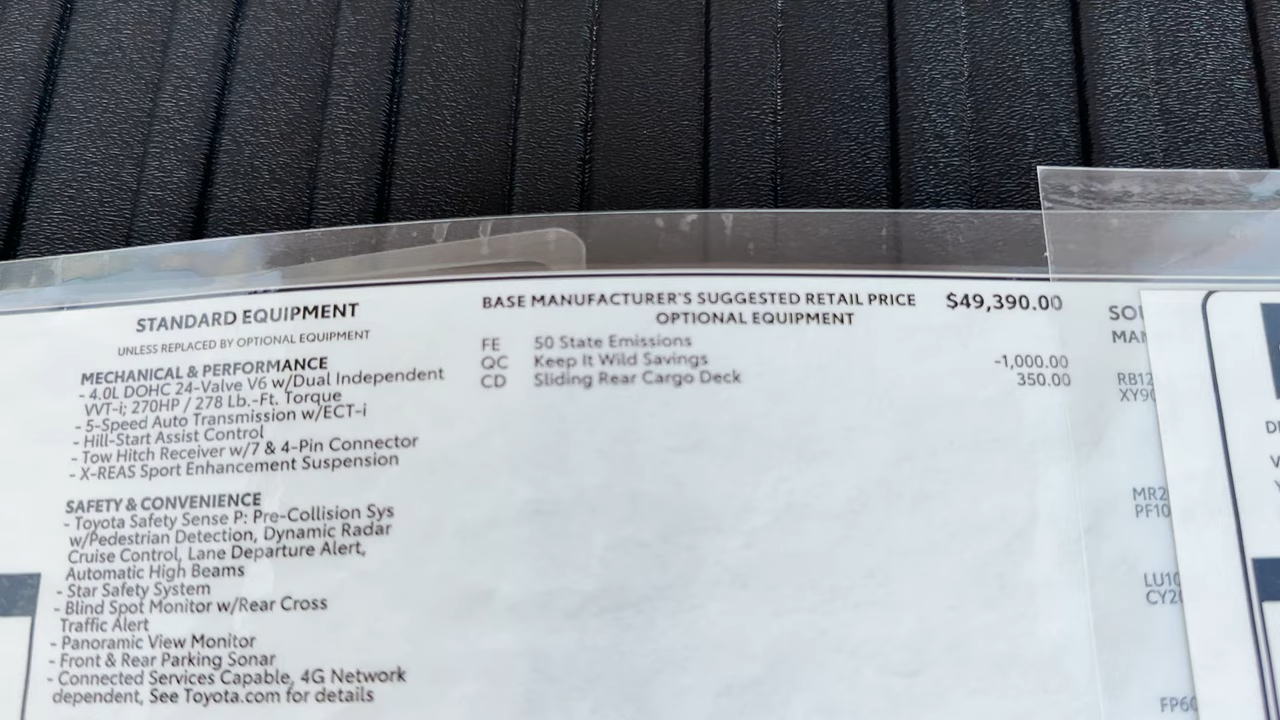 STANDARD EQUIPMENT
UNLESS REPLACED BY OPTIONAL EQUIPMENT
MECHANICAL & PERFORMANCE
- 4.0L DOHC 24-Valve V6 w/Dual Independent
VVT-i; 270HP / 278 Lb.-Ft. Torque
- 5-Speed Auto Transmission w/ECT-i
- Hill-Start Assist Control
- Tow Hitch Receiver w/7 & 4-Pin Connector
- X-REAS Sport Enhancement Suspension
SAFETY & CONVENIENCE
- Toyota Safety Sense P: Pre-Collision Sys
w/Pedestrian Detection, Dynamic Radar
Cruise Control, Lane Departure Alert,
Automatic High Beams
- Star Safety System
- Blind Spot Monitor w/Rear Cross
Traffic Alert
- Panoramic View Monitor
- Front & Rear Parking Sonar
- Connected Services Capable, 4G Network
dependent, See Toyota.com for details
BASE MANUFACTURER'S SUGGESTED RETAIL PRICE $49,390.00
OPTIONAL EQUIPMENT
FE 50 State Emissions
QC Keep It Wild Savings -1,000.00
CD Sliding Rear Cargo Deck 350.00